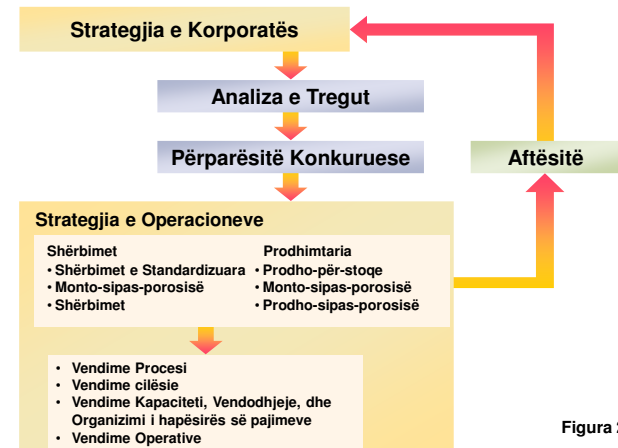 Strategjia e Korporatës
Analiza e Tregut
Përparësitë Konkuruese
Aftësitë
Strategjia e Operacioneve
Shërbimet
• Shërbimet e Standardizuara
• Monto-sipas-porosisë
• Shërbimet
Prodhimtaria
• Prodho-për-stoqe
• Monto-sipas-porosisë
• Prodho-sipas-porosisë
• Vendime Procesi
• Vendime cilësie
• Vendime Kapaciteti, Vendodhjeje, dhe
Organizimi i hapësirës së pajimeve
• Vendime Operative
Figura 2